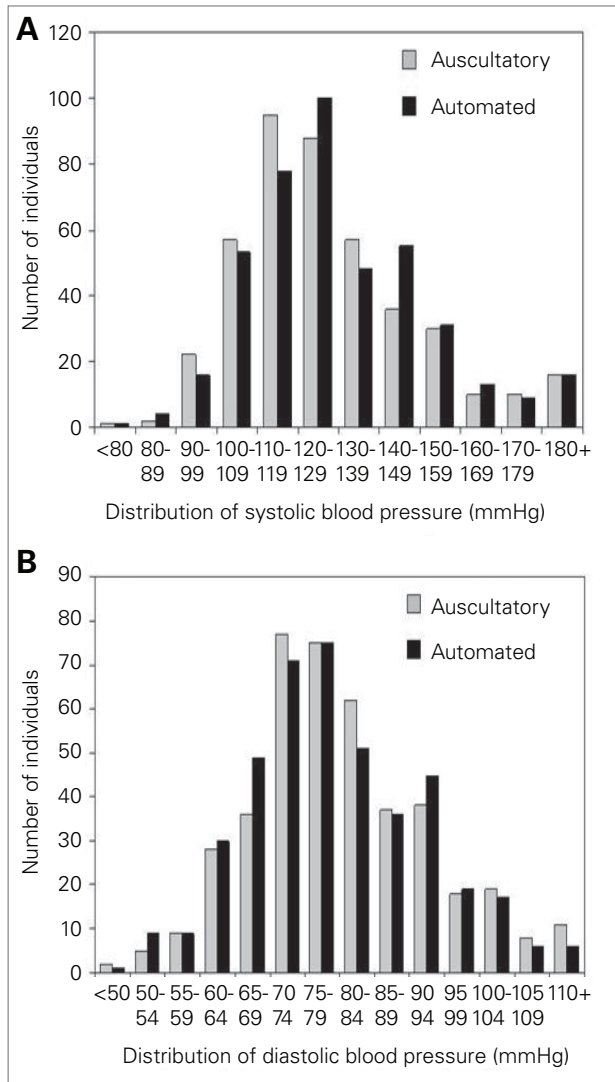 A
120
100
80
60
40
20
0
Number of individuals
Auscultatory
Automated
<80 80- 90- 100- 110- 120- 130- 140- 150- 160- 170- 180+
89 99 109 119 129 139 149 159 169 179
Distribution of systolic blood pressure (mmHg)
B
90
80
70
60
50
40
30
20
10
0
Number of individuals
Auscultatory
Automated
<50 50- 55- 60- 65- 70 75- 80- 85- 90 95 100- 105 110+
54 59 64 69 74 79 84 89 94 99 104 109
Distribution of diastolic blood pressure (mmHg)